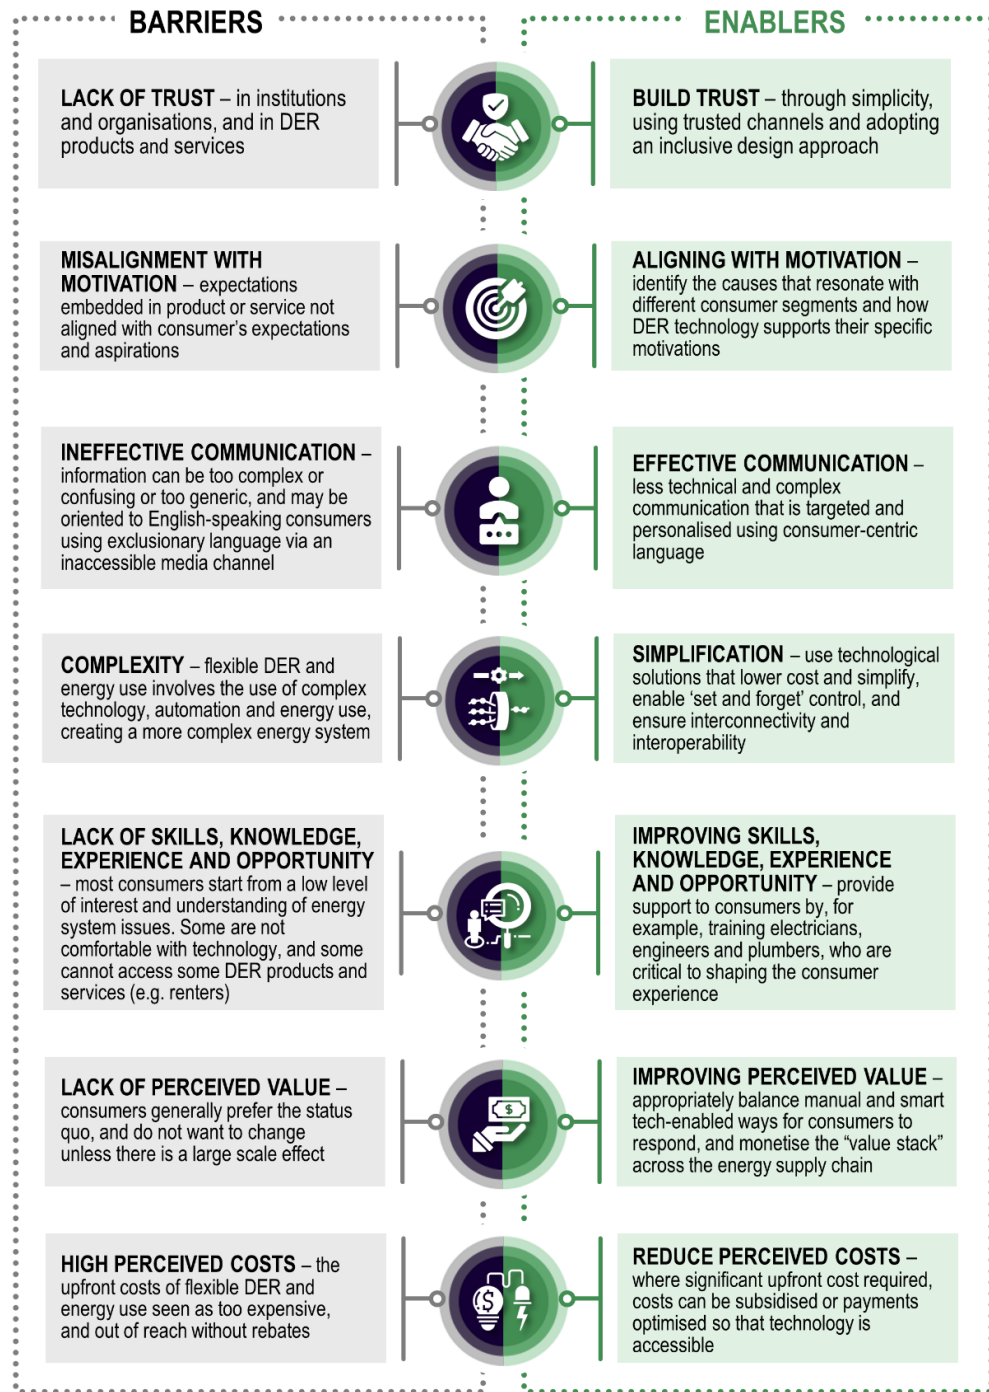 BARRIERS
ENABLERS
LACK OF TRUST – in institutions
and organisations, and in DER
products and services
BUILD TRUST – through simplicity,
using trusted channels and adopting
an inclusive design approach
MISALIGNMENT WITH
MOTIVATION – expectations
embedded in product or service not
aligned with consumer's expectations
and aspirations
ALIGNING WITH MOTIVATION –
identify the causes that resonate with
different consumer segments and how
DER technology supports their specific
motivations
INEFFECTIVE COMMUNICATION –
information can be too complex or
confusing or too generic, and may be
oriented to English-speaking consumers
using exclusionary language via an
inaccessible media channel
EFFECTIVE COMMUNICATION –
less technical and complex
communication that is targeted and
personalised using consumer-centric
language
COMPLEXITY – flexible DER and
energy use involves the use of complex
technology, automation and energy use,
creating a more complex energy system
SIMPLIFICATION – use technological
solutions that lower cost and simplify,
enable 'set and forget' control, and
ensure interconnectivity and
interoperability
LACK OF SKILLS, KNOWLEDGE,
EXPERIENCE AND OPPORTUNITY
– most consumers start from a low level
of interest and understanding of energy
system issues. Some are not
comfortable with technology, and some
cannot access some DER products and
services (e.g. renters)
IMPROVING SKILLS,
KNOWLEDGE, EXPERIENCE
AND OPPORTUNITY – provide
support to consumers by, for
example, training electricians,
engineers and plumbers, who are
critical to shaping the consumer
experience
LACK OF PERCEIVED VALUE –
consumers generally prefer the status
quo, and do not want to change
unless there is a large scale effect
IMPROVING PERCEIVED VALUE –
appropriately balance manual and smart
tech-enabled ways for consumers to
respond, and monetise the “value stack”
across the energy supply chain
HIGH PERCEIVED COSTS – the
upfront costs of flexible DER and
energy use seen as too expensive,
and out of reach without rebates
REDUCE PERCEIVED COSTS –
where significant upfront cost required,
costs can be subsidised or payments
optimised so that technology is
accessible